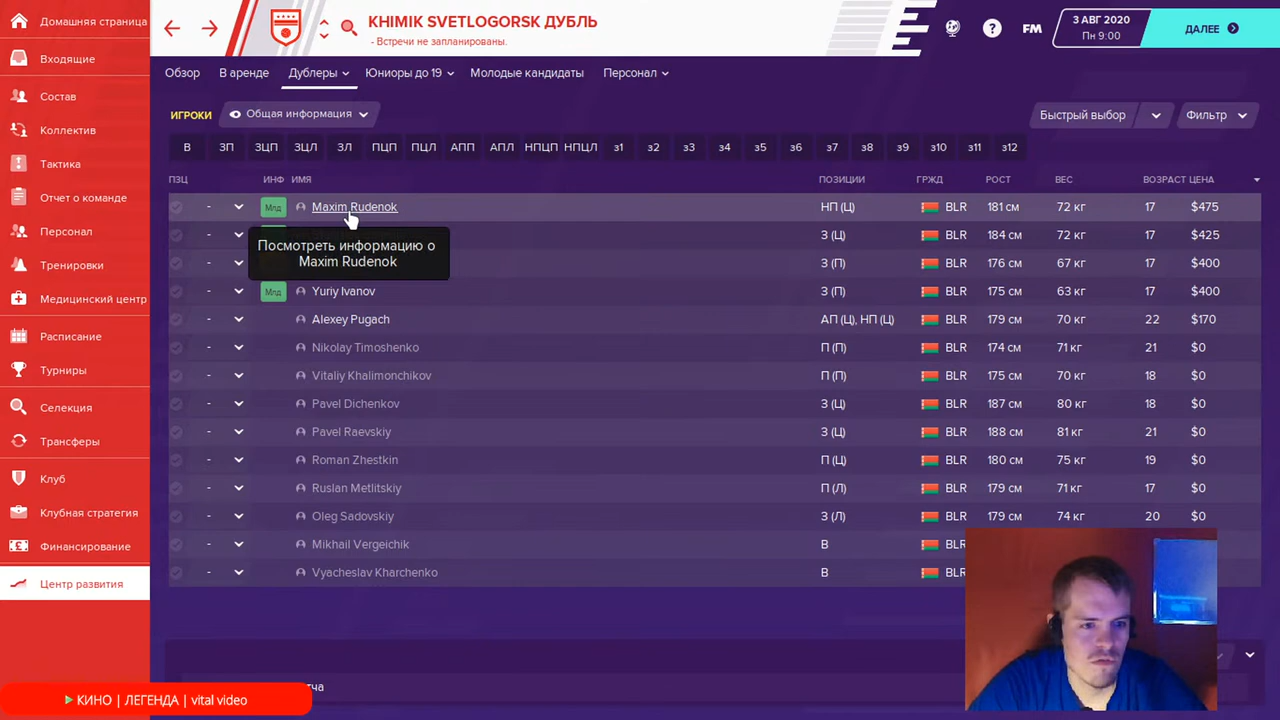 Домашняя страница
Входящие
Состав
Коллектив
Тактика
Отчет о команде
Персонал
Тренировки
Медицинский центр
Расписание
Турниры
Селекция
Трансферы
Клуб
Клубная стратегия
Финансирование
Центр развития
KHIMIK SVETLOGORSK ДУБЛЬ
- Встречи не запланированы.
? FM 3 АВГ 2020
Пн 9:00
ДАЛЕЕ
Обзор В аренде Дублеры Юниоры до 19 Молодые кандидаты Персонал
ИГРОКИ Общая информация Быстрый выбор Фильтр
В ЗП ЗЦП ЗЦЛ ЗЛ ПЦП ПЦЛ АПП АПЛ НПЦП НПЦЛ з1 з2 з3 з4 з5 з6 з7 з8 з9 з10 з11 з12
ПЗЦ ИНФ ИМЯ ПОЗИЦИИ ГРЖД РОСТ ВЕС ВОЗРАСТ ЦЕНА
- Млд Maxim Rudenok НП (Ц) BLR 181 см 72 кг 17 $475
- З (Ц) BLR 184 см 72 кг 17 $425
- З (П) BLR 176 см 67 кг 17 $400
Посмотреть информацию о
Maxim Rudenok
- Млд Yuriy Ivanov З (П) BLR 175 см 63 кг 17 $400
- Alexey Pugach АП (Ц), НП (Ц) BLR 179 см 70 кг 22 $170
- Nikolay Timoshenko П (П) BLR 174 см 71 кг 21 $0
- Vitaliy Khalimonchikov П (П) BLR 175 см 70 кг 18 $0
- Pavel Dichenkov З (Ц) BLR 187 см 80 кг 18 $0
- Pavel Raevskiy З (Ц) BLR 188 см 81 кг 21 $0
- Roman Zhestkin П (Ц) BLR 180 см 75 кг 19 $0
- Ruslan Metlitskiy П (Л) BLR 179 см 71 кг 17 $0
- Oleg Sadovskiy З (Л) BLR 179 см 74 кг 20 $0
- Mikhail Vergeichik В BLR
- Vyacheslav Kharchenko В BLR
КИНО | ЛЕГЕНДА | vital video